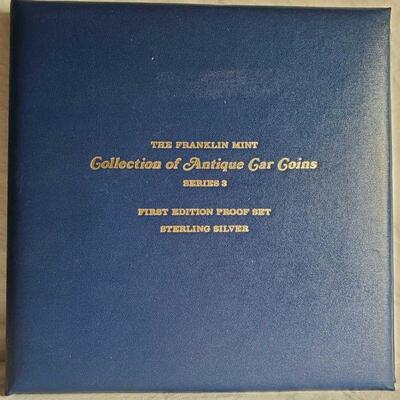 THE FRANKLIN MINT
Collection of Antique Car Coins
SERIES 3
FIRST EDITION PROOF SET
STERLING SILVER